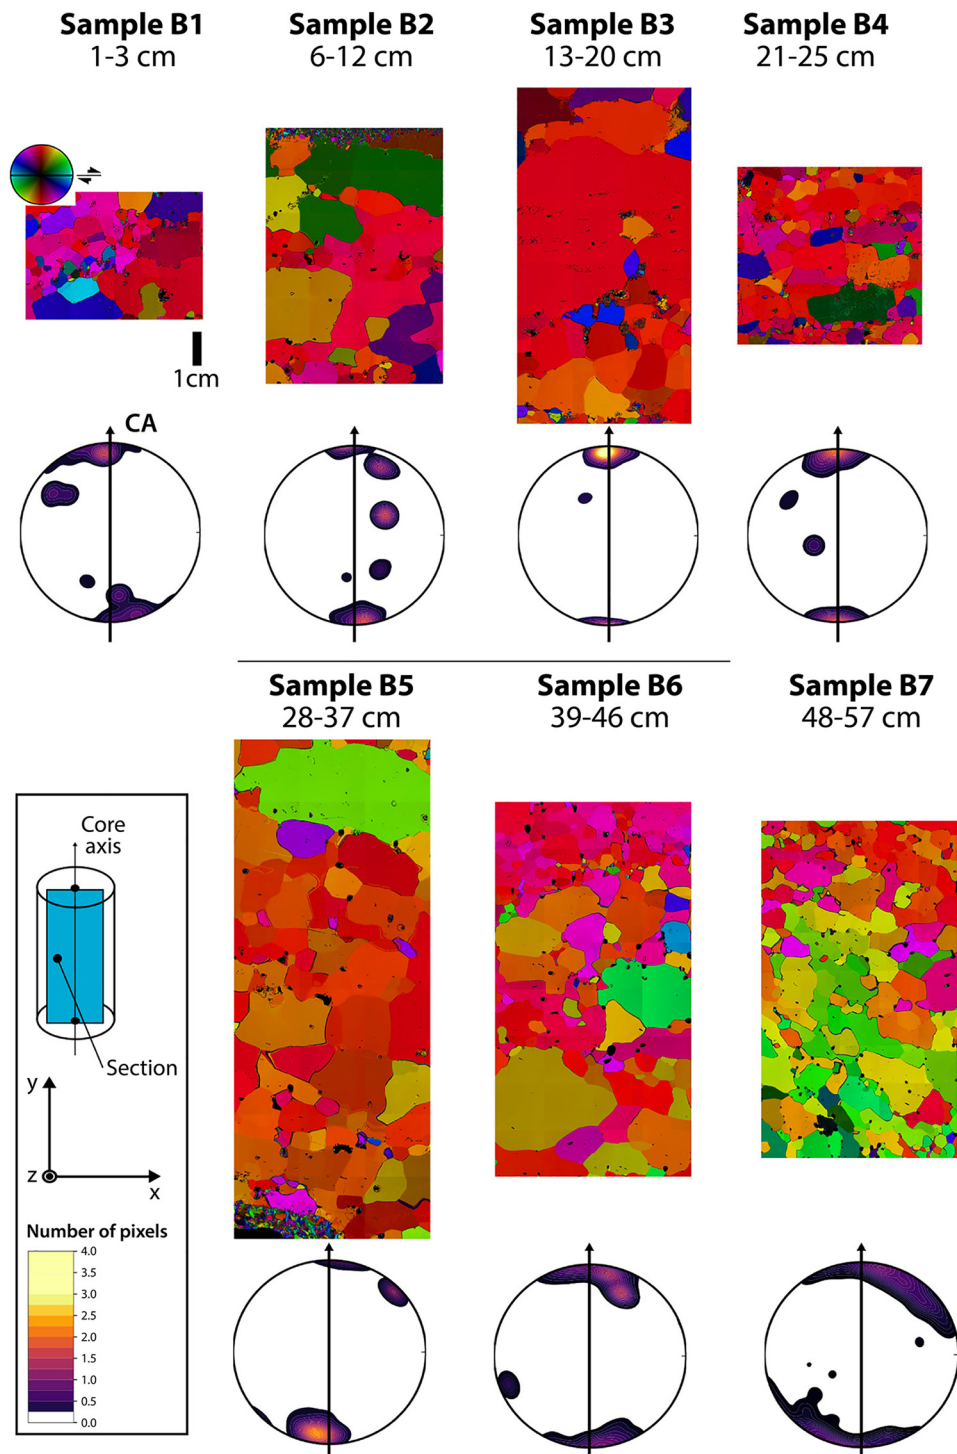 Sample B1
1-3 cm
Sample B2
6-12 cm
Sample B3
13-20 cm
Sample B4
21-25 cm
1cm
CA
Sample B5
28-37 cm
Sample B6
39-46 cm
Sample B7
48-57 cm
Core
axis
Section
y
z
x
Number of pixels
4.0
3.5
3.0
2.5
2.0
1.5
1.0
0.5
0.0